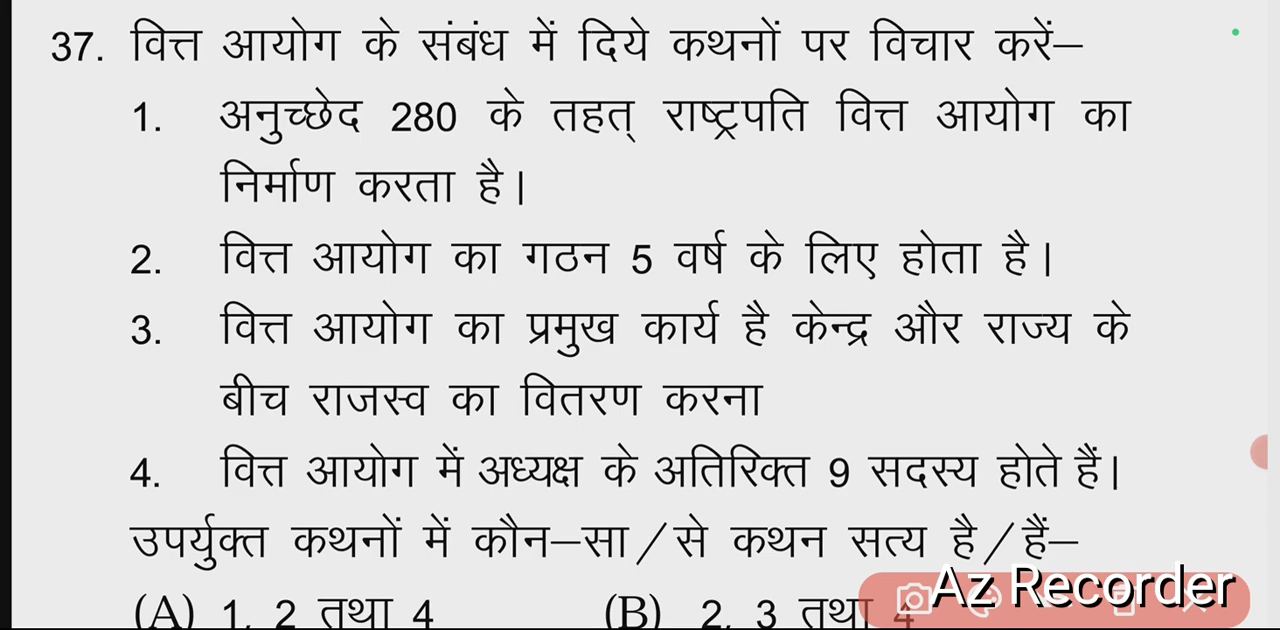 37. वित्त आयोग के संबंध में दिये कथनों पर विचार करें–
1. अनुच्छेद 280 के तहत् राष्ट्रपति वित्त आयोग का
निर्माण करता है।
2. वित्त आयोग का गठन 5 वर्ष के लिए होता है।
3. वित्त आयोग का प्रमुख कार्य है केन्द्र और राज्य के
बीच राजस्व का वितरण करना
4. वित्त आयोग में अध्यक्ष के अतिरिक्त 9 सदस्य होते हैं।
उपर्युक्त कथनों में कौन–सा/से कथन सत्य है/हैं–
(A) 1, 2 तथा 4 (B) 2, 3 तथा 4
Az Recorder